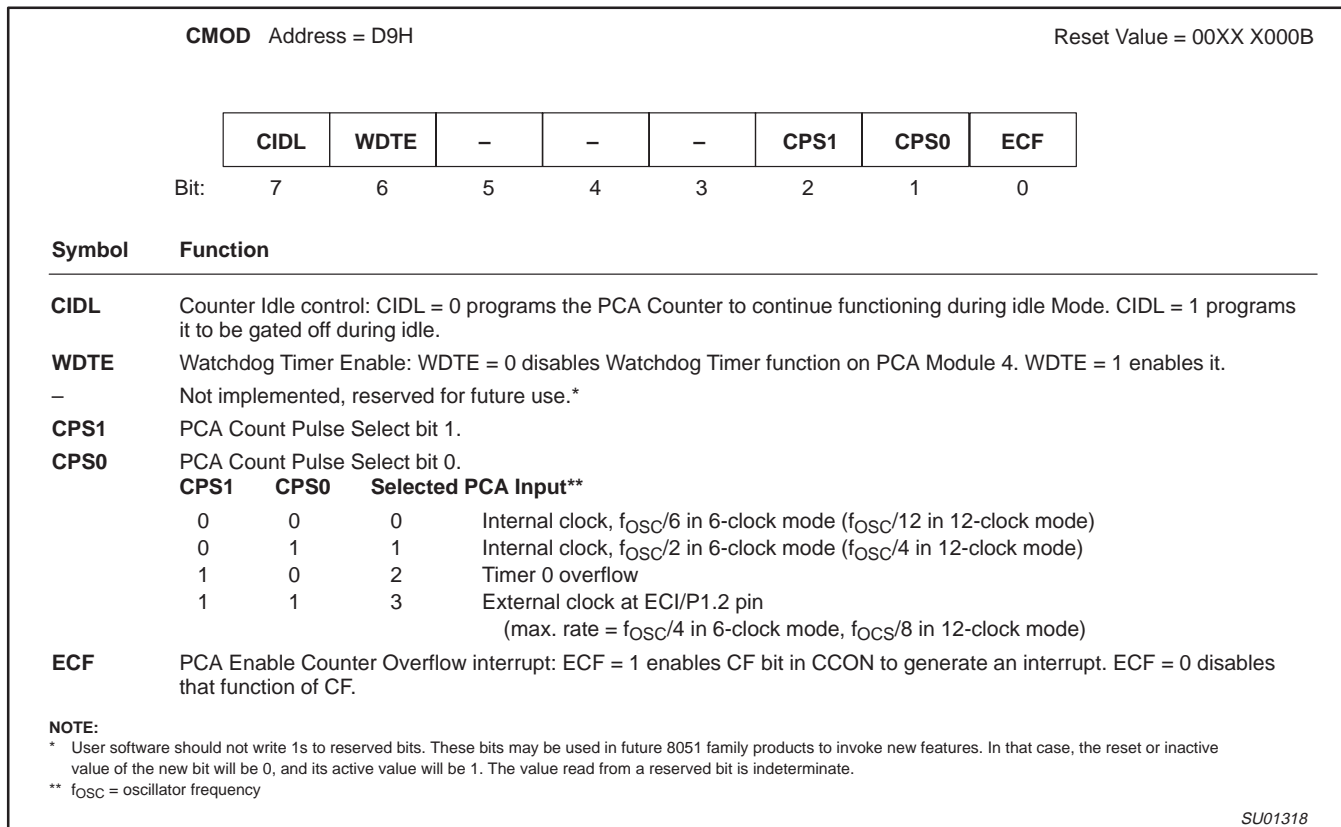 CMOD Address = D9H Reset Value = 00XX X000B
CIDL WDTE – – – CPS1 CPS0 ECF
Bit: 7 6 5 4 3 2 1 0
Symbol Function
CIDL Counter Idle control: CIDL = 0 programs the PCA Counter to continue functioning during idle Mode. CIDL = 1 programs
it to be gated off during idle.
WDTE Watchdog Timer Enable: WDTE = 0 disables Watchdog Timer function on PCA Module 4. WDTE = 1 enables it.
– Not implemented, reserved for future use.*
CPS1 PCA Count Pulse Select bit 1.
CPS0 PCA Count Pulse Select bit 0.
CPS1 CPS0 Selected PCA Input**
0 0 0 Internal clock, fOSC/6 in 6-clock mode (fOSC/12 in 12-clock mode)
0 1 1 Internal clock, fOSC/2 in 6-clock mode (fOSC/4 in 12-clock mode)
1 0 2 Timer 0 overflow
1 1 3 External clock at ECI/P1.2 pin
(max. rate = fOSC/4 in 6-clock mode, fOCS/8 in 12-clock mode)
ECF PCA Enable Counter Overflow interrupt: ECF = 1 enables CF bit in CCON to generate an interrupt. ECF = 0 disables
that function of CF.
NOTE:
* User software should not write 1s to reserved bits. These bits may be used in future 8051 family products to invoke new features. In that case, the reset or inactive
value of the new bit will be 0, and its active value will be 1. The value read from a reserved bit is indeterminate.
** fOSC = oscillator frequency
SU01318